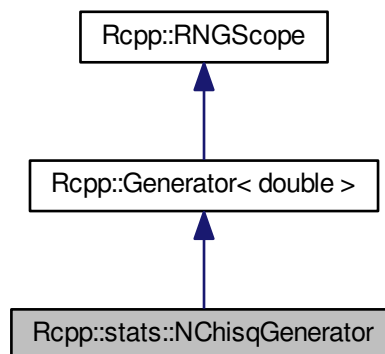 Rcpp::RNGScope
Rcpp::Generator< double >
Rcpp::stats::NChisqGenerator